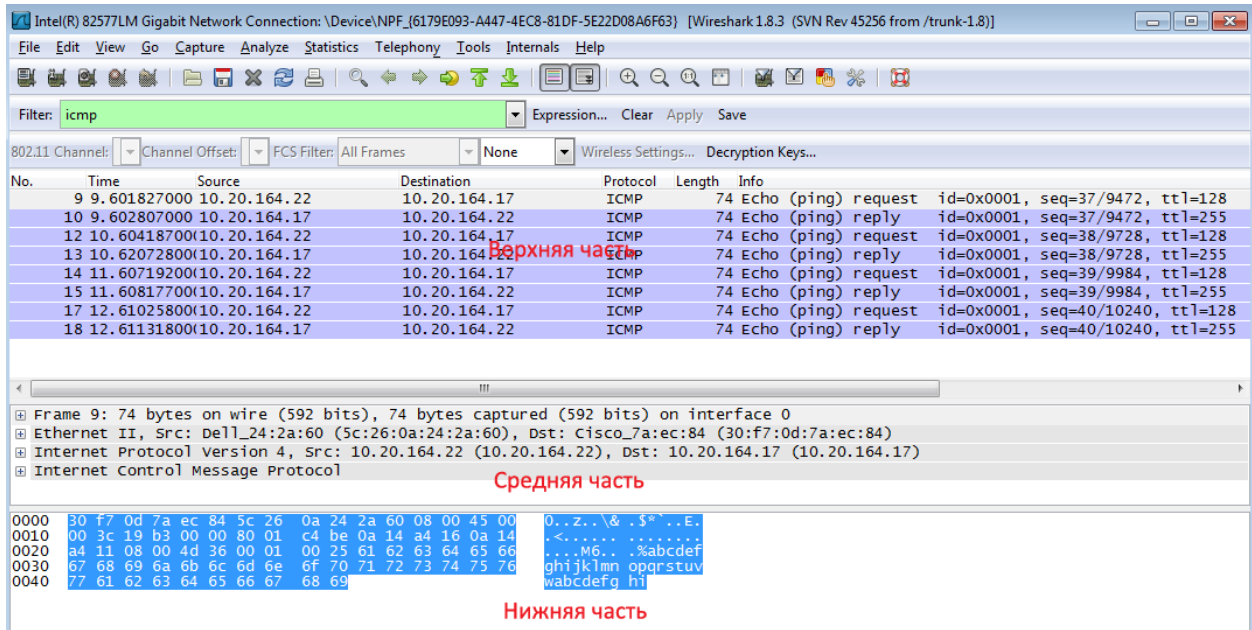 Intel(R) 82577LM Gigabit Network Connection: \Device\NPF_{6179E093-A447-4EC8-81DF-5E22D08A6F63} [Wireshark 1.8.3 (SVN Rev 45256 from /trunk-1.8)]
File Edit View Go Capture Analyze Statistics Telephony Tools Internals Help
Filter: icmp Expression... Clear Apply Save
802.11 Channel: Channel Offset: FCS Filter: All Frames None Wireless Settings... Decryption Keys...
No. Time Source Destination Protocol Length Info
9 9.601827000 10.20.164.22 10.20.164.17 ICMP 74 Echo (ping) request id=0x0001, seq=37/9472, ttl=128
10 9.602807000 10.20.164.17 10.20.164.22 ICMP 74 Echo (ping) reply id=0x0001, seq=37/9472, ttl=255
12 10.60418700(10.20.164.22 10.20.164.17 ICMP 74 Echo (ping) request id=0x0001, seq=38/9728, ttl=128
Верхняя часть
13 10.62072800(10.20.164.17 10.20.164.22 ICMP 74 Echo (ping) reply id=0x0001, seq=38/9728, ttl=255
14 11.60719200(10.20.164.22 10.20.164.17 ICMP 74 Echo (ping) request id=0x0001, seq=39/9984, ttl=128
15 11.60817700(10.20.164.17 10.20.164.22 ICMP 74 Echo (ping) reply id=0x0001, seq=39/9984, ttl=255
17 12.61025800(10.20.164.22 10.20.164.17 ICMP 74 Echo (ping) request id=0x0001, seq=40/10240, ttl=128
18 12.61131800(10.20.164.17 10.20.164.22 ICMP 74 Echo (ping) reply id=0x0001, seq=40/10240, ttl=255
Frame 9: 74 bytes on wire (592 bits), 74 bytes captured (592 bits) on interface 0
Ethernet II, Src: Dell_24:2a:60 (5c:26:0a:24:2a:60), Dst: Cisco_7a:ec:84 (30:f7:0d:7a:ec:84)
Internet Protocol Version 4, Src: 10.20.164.22 (10.20.164.22), Dst: 10.20.164.17 (10.20.164.17)
Internet Control Message Protocol
Средняя часть
0000 30 f7 0d 7a ec 84 5c 26 0a 24 2a 60 08 00 45 00 0..z..\& .$*`..E.
0010 00 3c 19 b3 00 00 80 01 c4 be 0a 14 a4 16 0a 14 .<...... ........
0020 a4 11 08 00 4d 36 00 01 00 25 61 62 63 64 65 66 ....M6.. .%abcdef
0030 67 68 69 6a 6b 6c 6d 6e 6f 70 71 72 73 74 75 76 ghijklmn opqrstuv
0040 77 61 62 63 64 65 66 67 68 69 wabcdefg hi
Нижняя часть